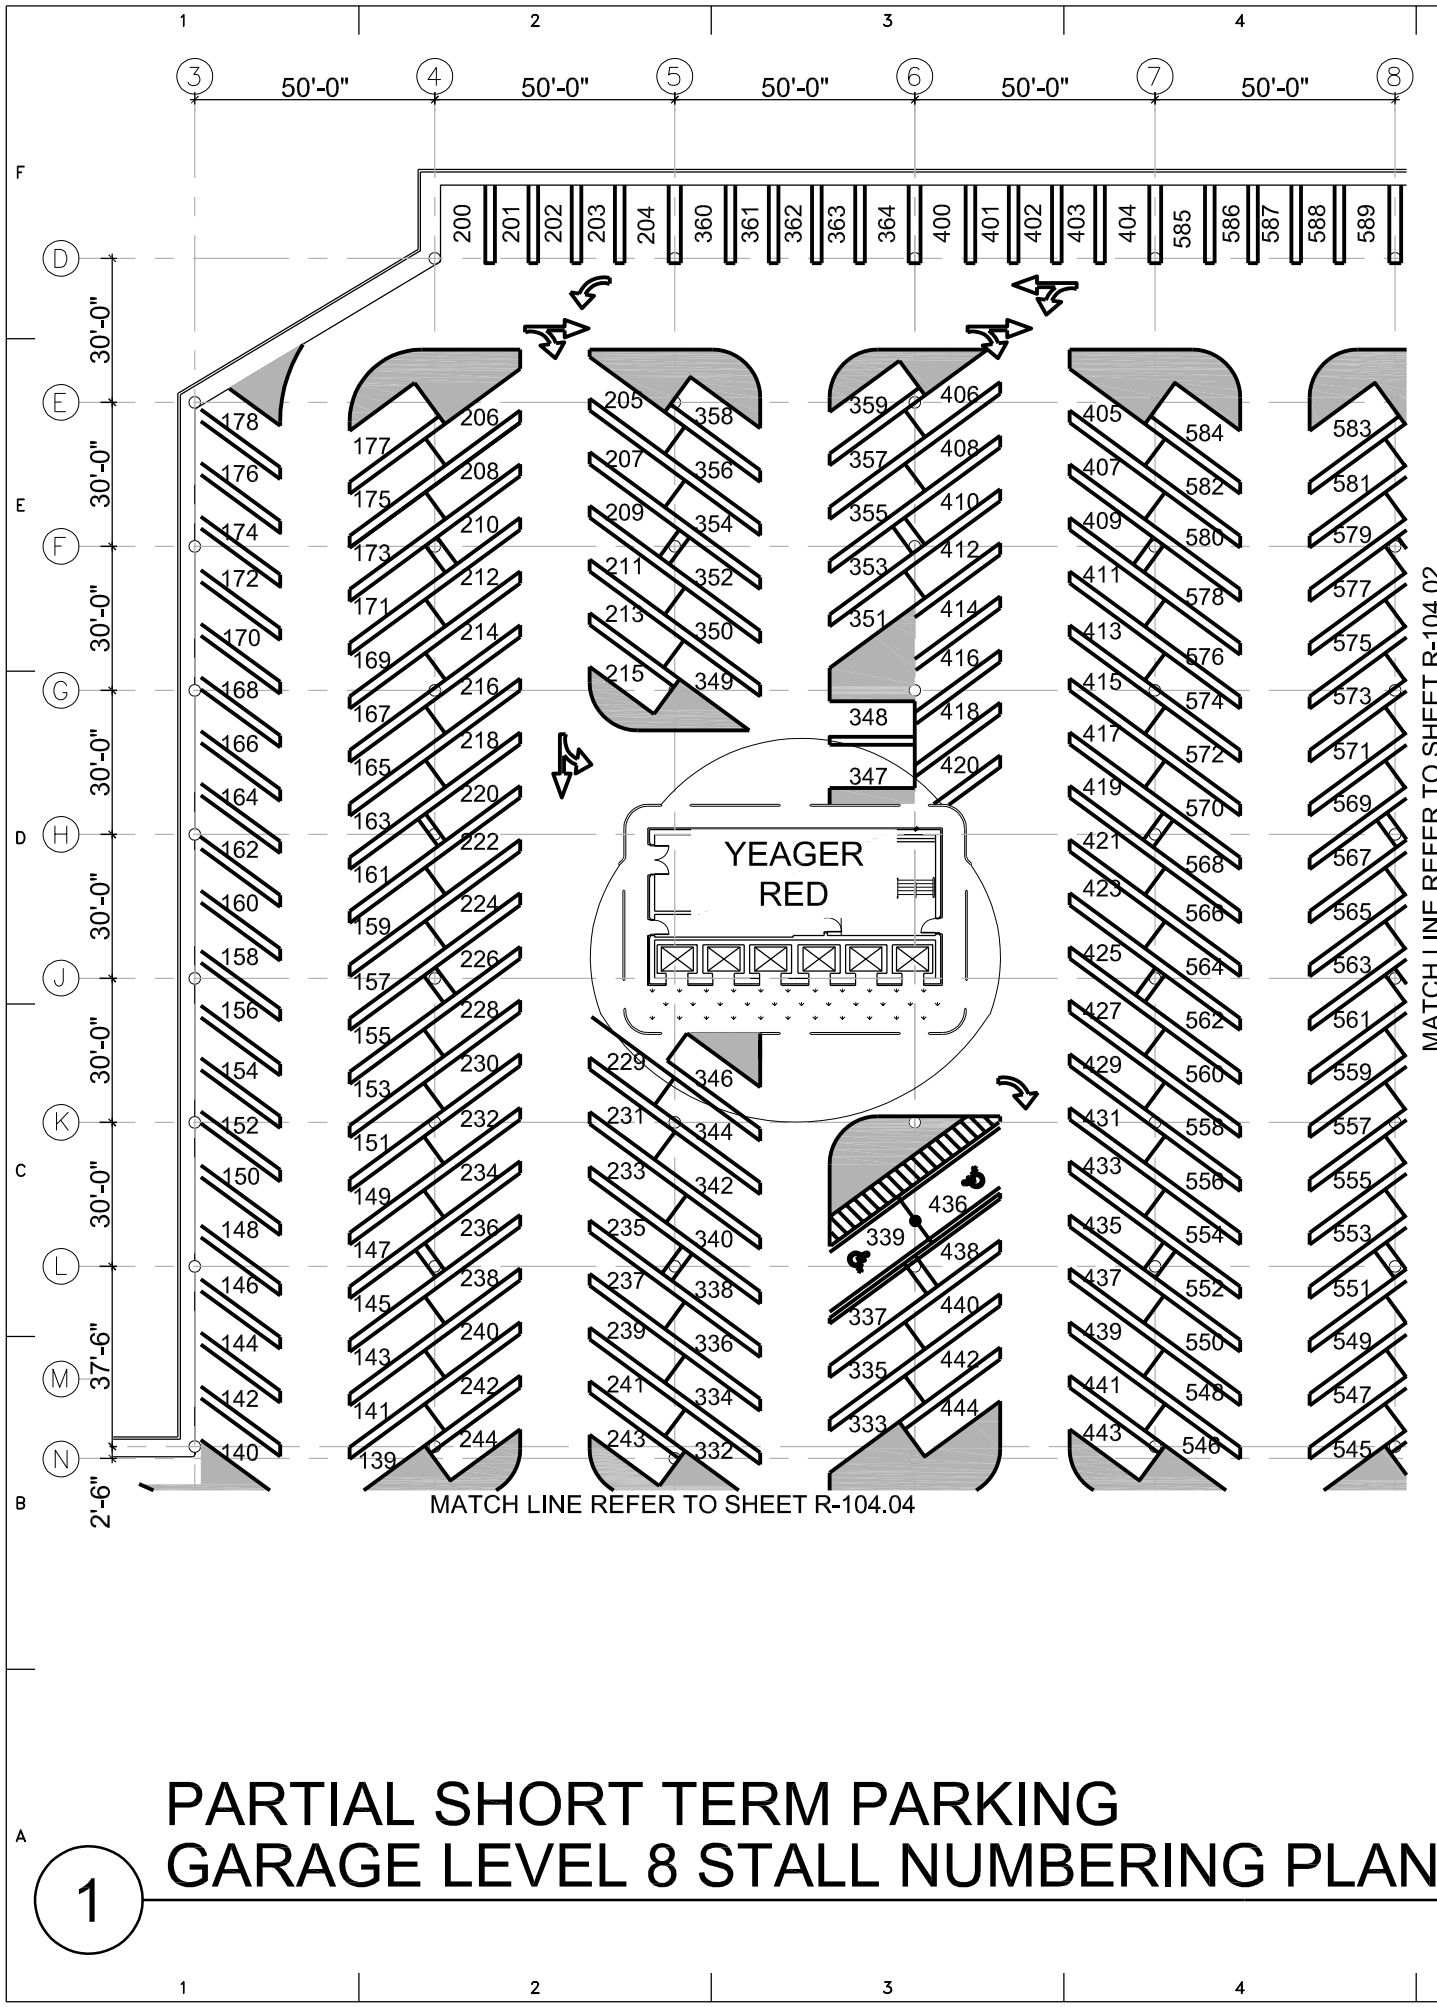 1 2 3 4
3 4 5 6 7 8
50'-0" 50'-0" 50'-0" 50'-0" 50'-0"
F
200 201 202 203 204 360 361 362 363 364 400 401 402 403 404 585 586 587 588 589
D
30'-0"
E
178 177 206 205 358 359 406 405 584 583
176 175 208 207 356 357 408 407 582 581
30'-0"
E
174 173 210 209 354 355 410 409 580 579
F
172 171 212 211 352 353 412 411 578 577
30'-0"
170 169 214 213 350 351 414 413 576 575
G
168 167 216 215 349 416 415 574 573
348 418
166 165 218 417 572 571
30'-0"
347 420
164 163 220 419 570 569
D
H
162 161 222 421 568 567
YEAGER
RED
160 159 224 423 566 565
30'-0"
158 157 226 425 564 563
J
156 155 228 427 562 561
30'-0"
154 153 230 229 346 429 560 559
K
152 151 232 231 344 431 558 557
C
150 149 234 233 342 436 433 556 555
30'-0"
148 147 236 235 340 339 438 435 554 553
L
146 145 238 237 338 337 440 437 552 551
144 143 240 239 336 335 442 439 550 549
M
37'-6"
142 141 242 241 334 333 444 441 548 547
N
140 139 244 243 332 443 546 545
2'-6"
B
MATCH LINE REFER TO SHEET R-104.04
MATCH LINE REFER TO SHEET R-104.02
A
PARTIAL SHORT TERM PARKING
GARAGE LEVEL 8 STALL NUMBERING PLAN
1
1 2 3 4